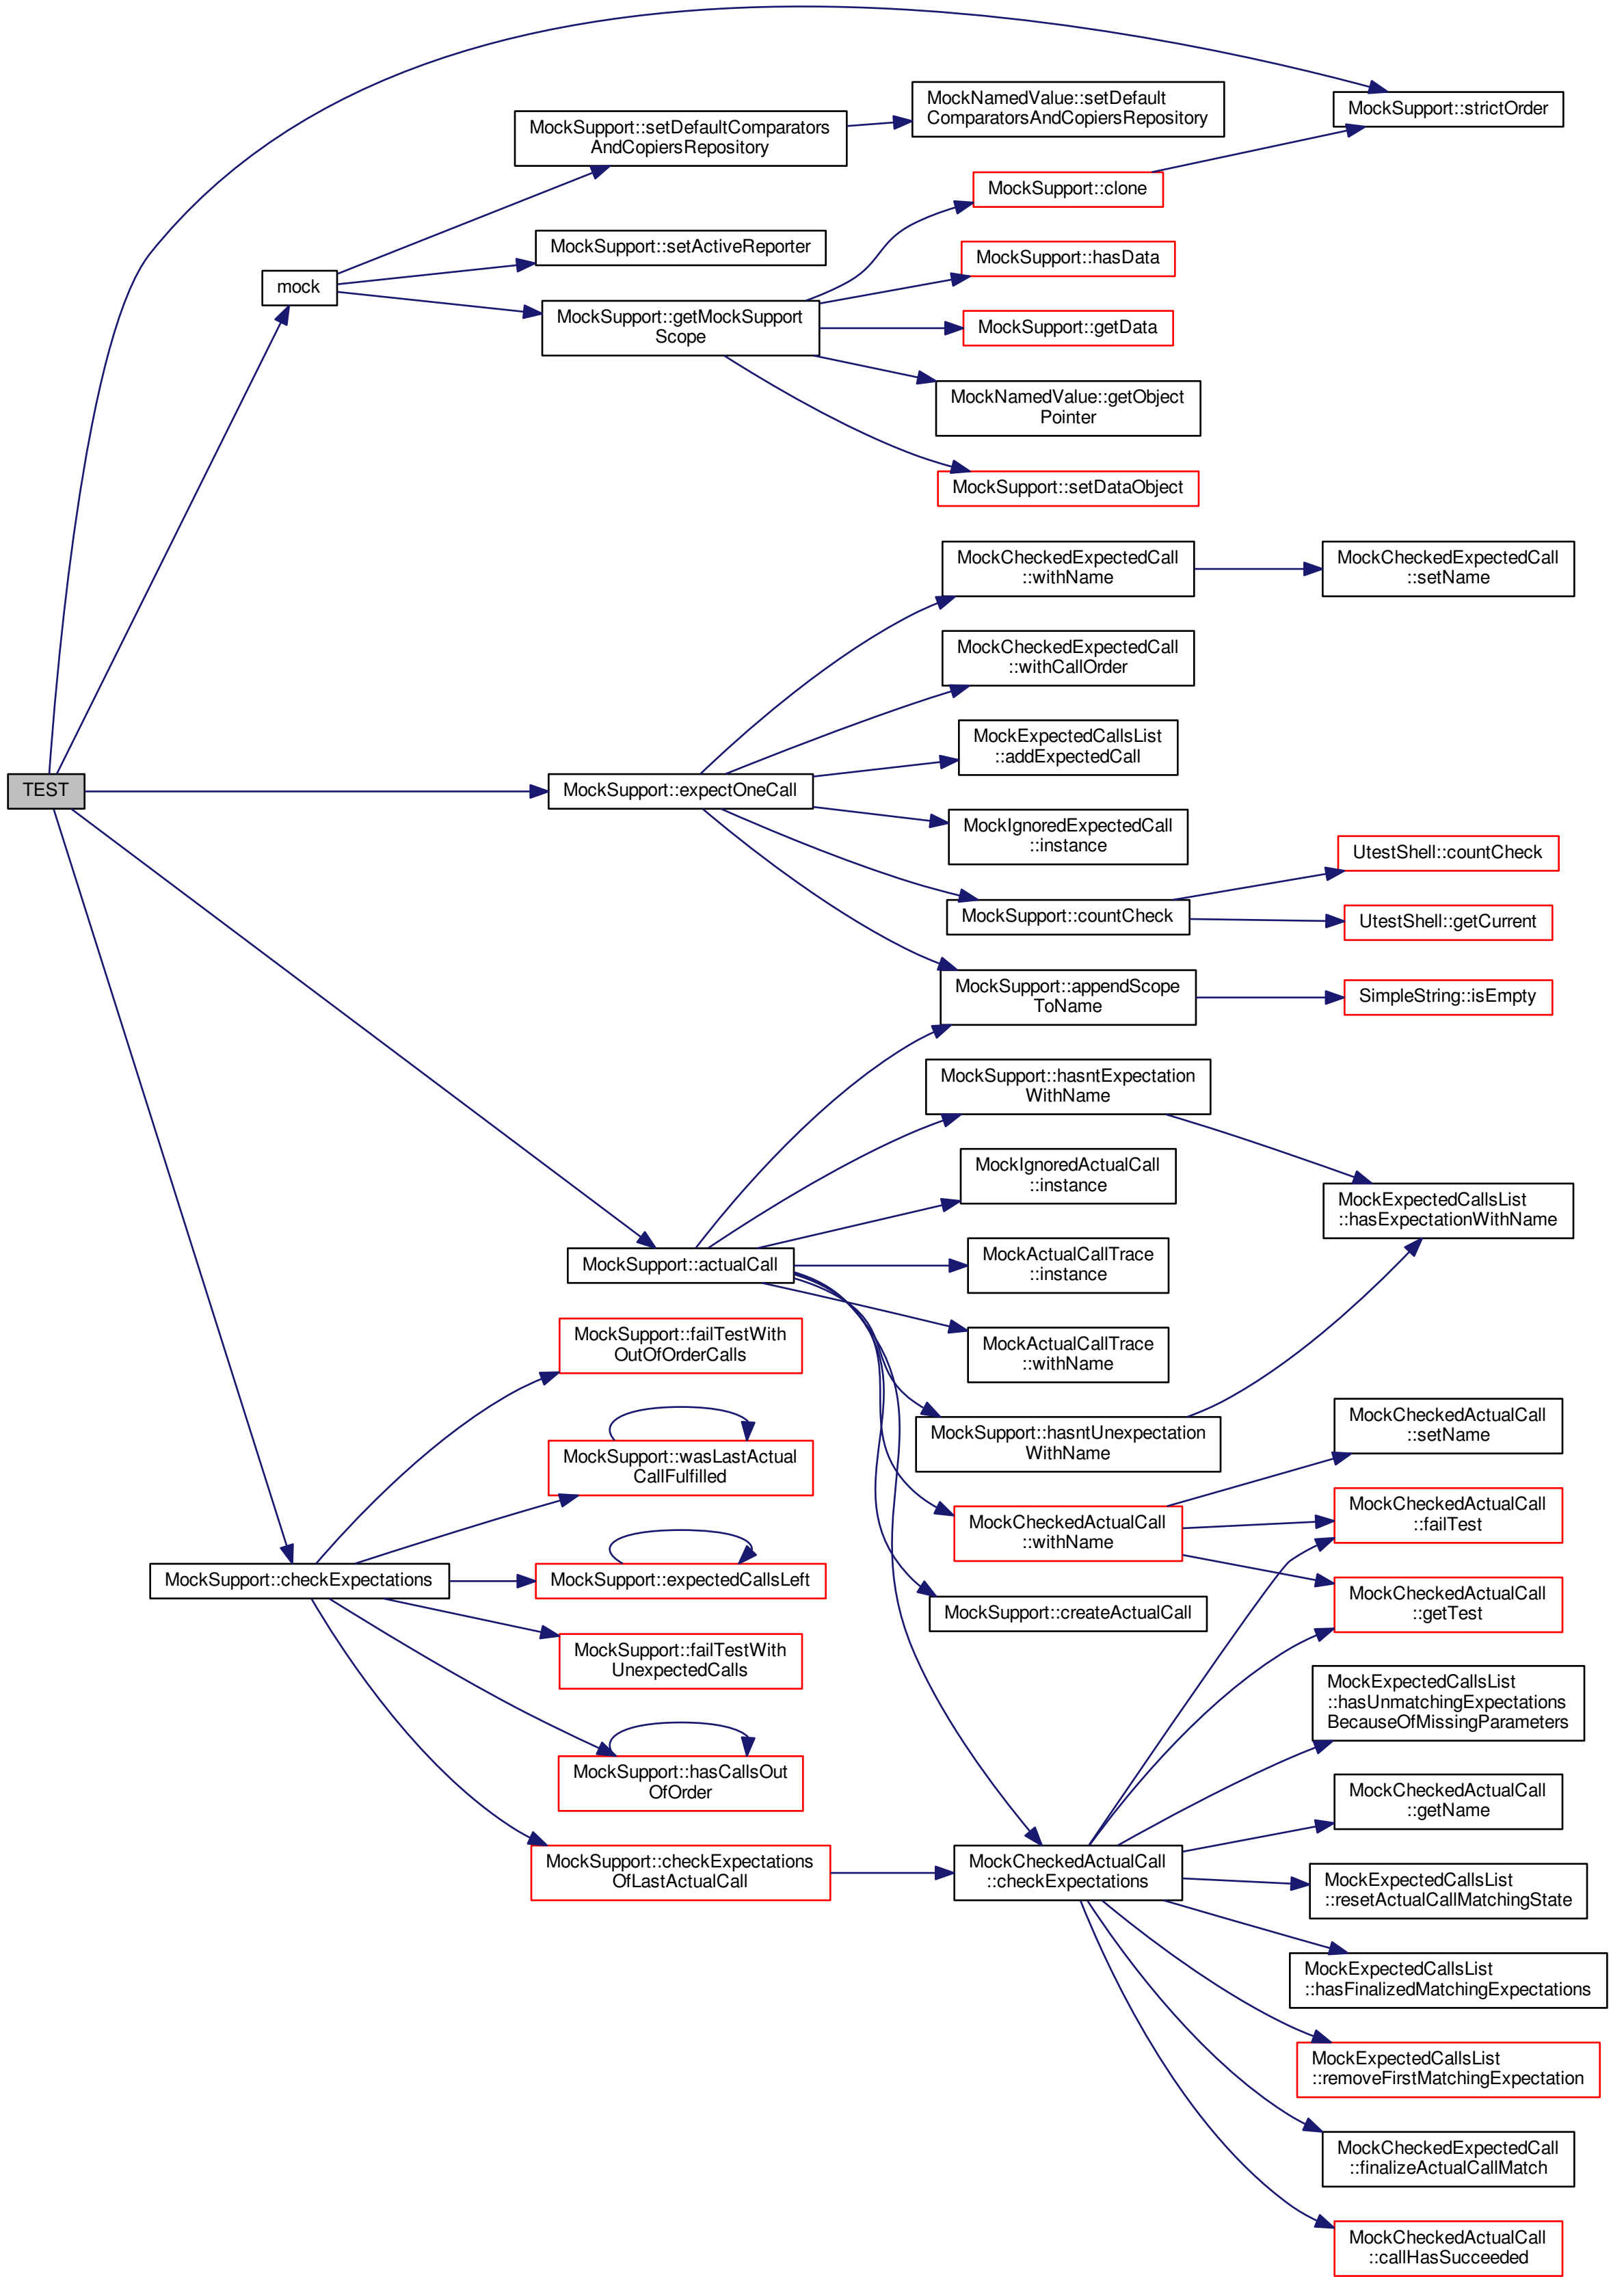 MockSupport::setDefaultComparators
AndCopiersRepository
MockNamedValue::setDefault
ComparatorsAndCopiersRepository
MockSupport::strictOrder
MockSupport::clone
MockSupport::setActiveReporter
MockSupport::hasData
mock
MockSupport::getMockSupport
Scope
MockSupport::getData
MockNamedValue::getObject
Pointer
MockSupport::setDataObject
MockCheckedExpectedCall
::withName
MockCheckedExpectedCall
::setName
MockCheckedExpectedCall
::withCallOrder
MockExpectedCallsList
::addExpectedCall
TEST
MockSupport::expectOneCall
MockIgnoredExpectedCall
::instance
UtestShell::countCheck
MockSupport::countCheck
UtestShell::getCurrent
MockSupport::appendScope
ToName
SimpleString::isEmpty
MockSupport::hasntExpectation
WithName
MockIgnoredActualCall
::instance
MockExpectedCallsList
::hasExpectationWithName
MockSupport::actualCall
MockActualCallTrace
::instance
MockSupport::failTestWith
OutOfOrderCalls
MockActualCallTrace
::withName
MockSupport::hasntUnexpectation
WithName
MockCheckedActualCall
::setName
MockSupport::wasLastActual
CallFulfilled
MockCheckedActualCall
::withName
MockCheckedActualCall
::failTest
MockSupport::checkExpectations
MockSupport::expectedCallsLeft
MockSupport::createActualCall
MockCheckedActualCall
::getTest
MockSupport::failTestWith
UnexpectedCalls
MockExpectedCallsList
::hasUnmatchingExpectations
BecauseOfMissingParameters
MockSupport::hasCallsOut
OfOrder
MockCheckedActualCall
::getName
MockSupport::checkExpectations
OfLastActualCall
MockCheckedActualCall
::checkExpectations
MockExpectedCallsList
::resetActualCallMatchingState
MockExpectedCallsList
::hasFinalizedMatchingExpectations
MockExpectedCallsList
::removeFirstMatchingExpectation
MockCheckedExpectedCall
::finalizeActualCallMatch
MockCheckedActualCall
::callHasSucceeded